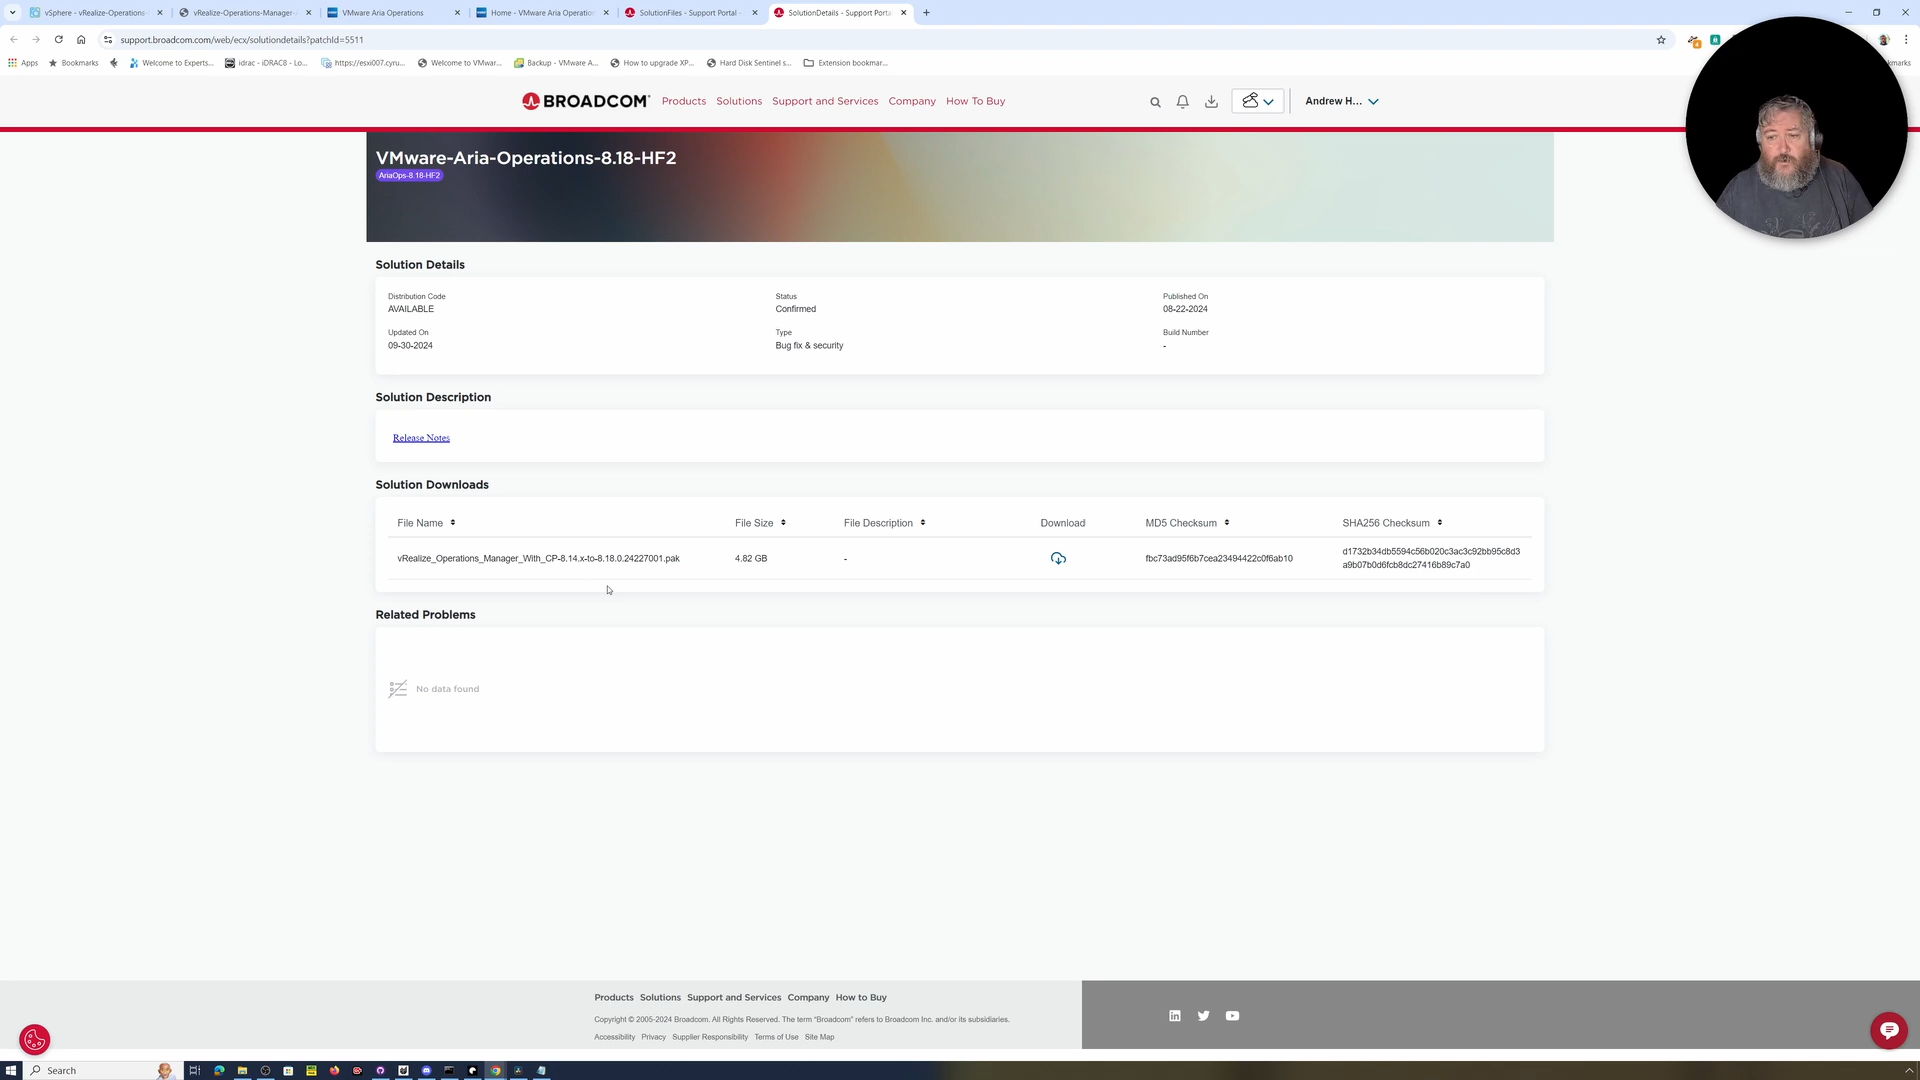 vSphere - vRealize-Operations-
vRealize-Operations-Manager-
VMware Aria Operations
Home - VMware Aria Operation
SolutionFiles - Support Portal -
SolutionDetails - Support Porta
support.broadcom.com/web/ecx/solutiondetails?patchId=5511
Apps
Bookmarks
Welcome to Experts...
idrac - iDRAC8 - Lo...
https://esxi007.cyru...
Welcome to VMwar...
Backup - VMware A...
How to upgrade XP...
Hard Disk Sentinel s...
Extension bookmar...
kmarks
BROADCOM
Products
Solutions
Support and Services
Company
How To Buy
Andrew H...
VMware-Aria-Operations-8.18-HF2
AriaOps-8.18-HF2
Solution Details
Distribution Code
Status
Published On
AVAILABLE
Confirmed
08-22-2024
Updated On
Type
Build Number
09-30-2024
Bug fix & security
-
Solution Description
Release Notes
Solution Downloads
File Name
File Size
File Description
Download
MD5 Checksum
SHA256 Checksum
vRealize_Operations_Manager_With_CP-8.14.x-to-8.18.0.24227001.pak
4.82 GB
-
fbc73ad95f6b7cea23494422c0f6ab10
d1732b34db5594c56b020c3ac3c92bb95c8d3
a9b07b0d6fcb8dc27416b89c7a0
Related Problems
No data found
Products Solutions Support and Services Company How to Buy
Copyright © 2005-2024 Broadcom. All Rights Reserved. The term “Broadcom” refers to Broadcom Inc. and/or its subsidiaries.
Accessibility Privacy Supplier Responsibility Terms of Use Site Map
Search